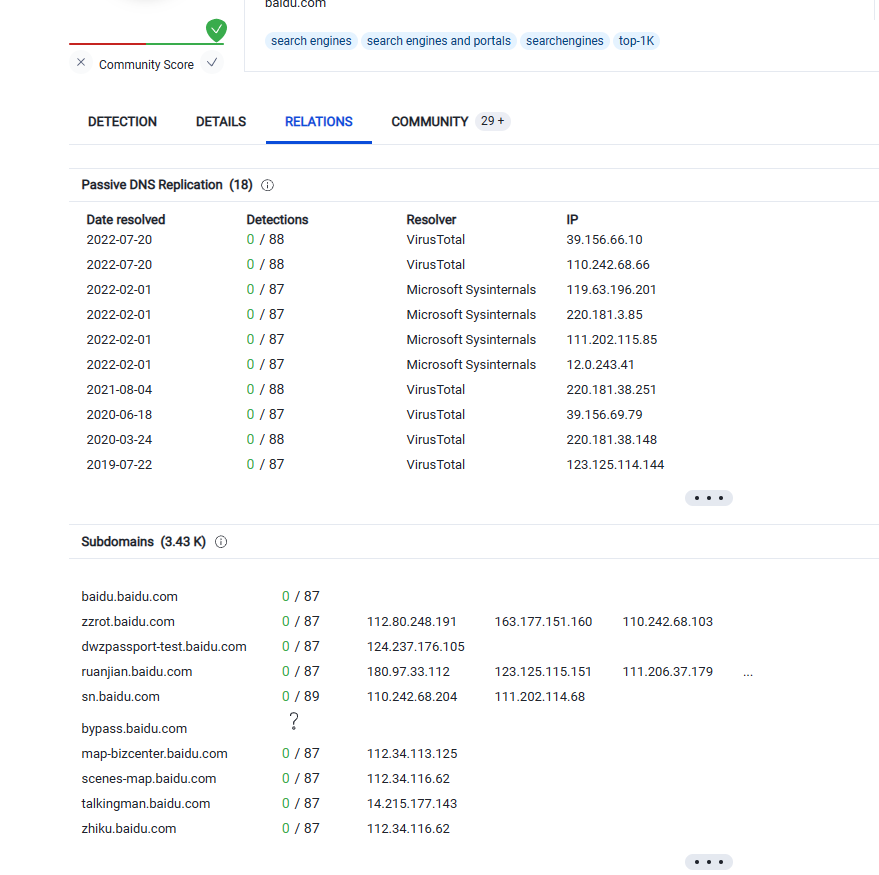 baidu.com
search engines search engines and portals searchengines top-1K
Community Score
DETECTION DETAILS RELATIONS COMMUNITY 29 +
Passive DNS Replication (18)
Date resolved Detections Resolver IP
2022-07-20 0 / 88 VirusTotal 39.156.66.10
2022-07-20 0 / 88 VirusTotal 110.242.68.66
2022-02-01 0 / 87 Microsoft Sysinternals 119.63.196.201
2022-02-01 0 / 87 Microsoft Sysinternals 220.181.3.85
2022-02-01 0 / 87 Microsoft Sysinternals 111.202.115.85
2022-02-01 0 / 87 Microsoft Sysinternals 12.0.243.41
2021-08-04 0 / 88 VirusTotal 220.181.38.251
2020-06-18 0 / 87 VirusTotal 39.156.69.79
2020-03-24 0 / 88 VirusTotal 220.181.38.148
2019-07-22 0 / 87 VirusTotal 123.125.114.144
Subdomains (3.43 K)
baidu.baidu.com 0 / 87
zzrot.baidu.com 0 / 87 112.80.248.191 163.177.151.160 110.242.68.103
dwzpassport-test.baidu.com 0 / 87 124.237.176.105
ruanjian.baidu.com 0 / 87 180.97.33.112 123.125.115.151 111.206.37.179 ...
sn.baidu.com 0 / 89 110.242.68.204 111.202.114.68
bypass.baidu.com ?
map-bizcenter.baidu.com 0 / 87 112.34.113.125
scenes-map.baidu.com 0 / 87 112.34.116.62
talkingman.baidu.com 0 / 87 14.215.177.143
zhiku.baidu.com 0 / 87 112.34.116.62